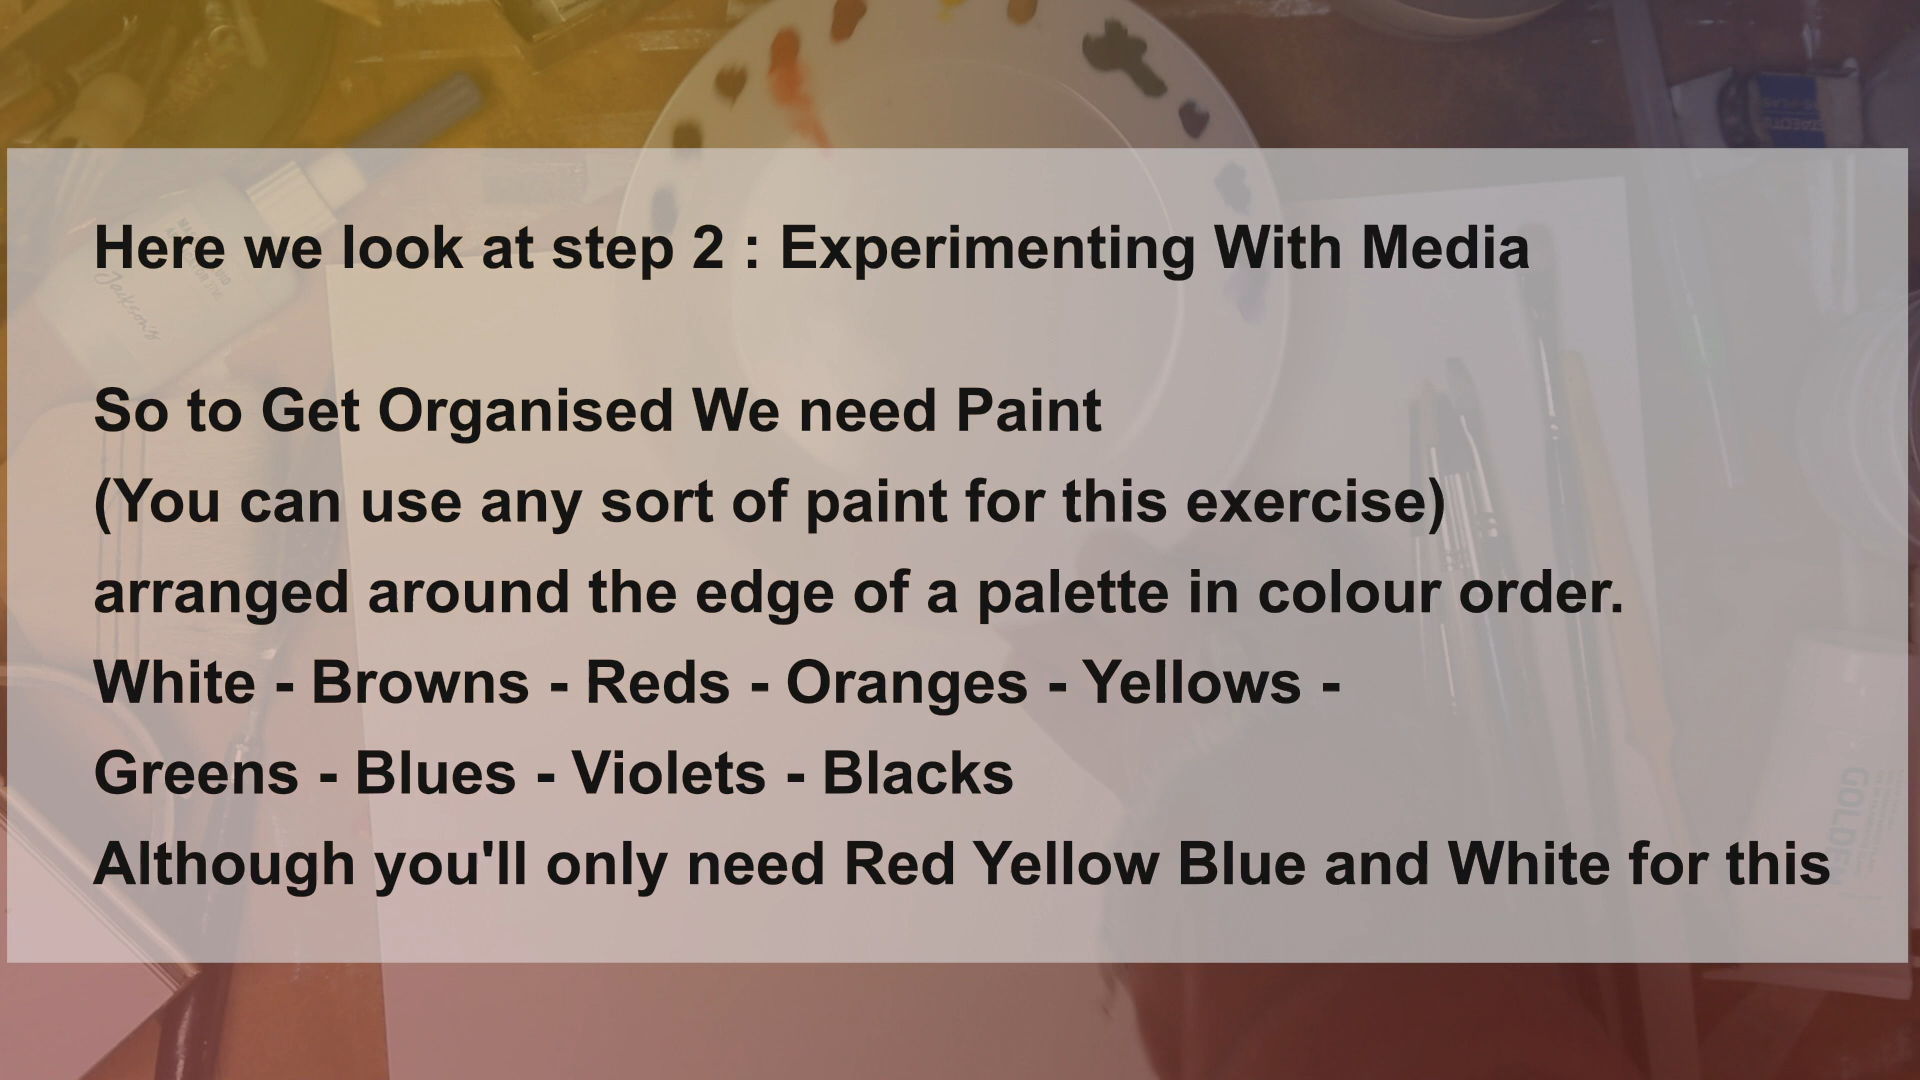 Here we look at step 2 : Experimenting With Media
So to Get Organised We need Paint
(You can use any sort of paint for this exercise)
arranged around the edge of a palette in colour order.
White - Browns - Reds - Oranges - Yellows -
Greens - Blues - Violets - Blacks
Although you'll only need Red Yellow Blue and White for this
Jackson's
GOLDEN